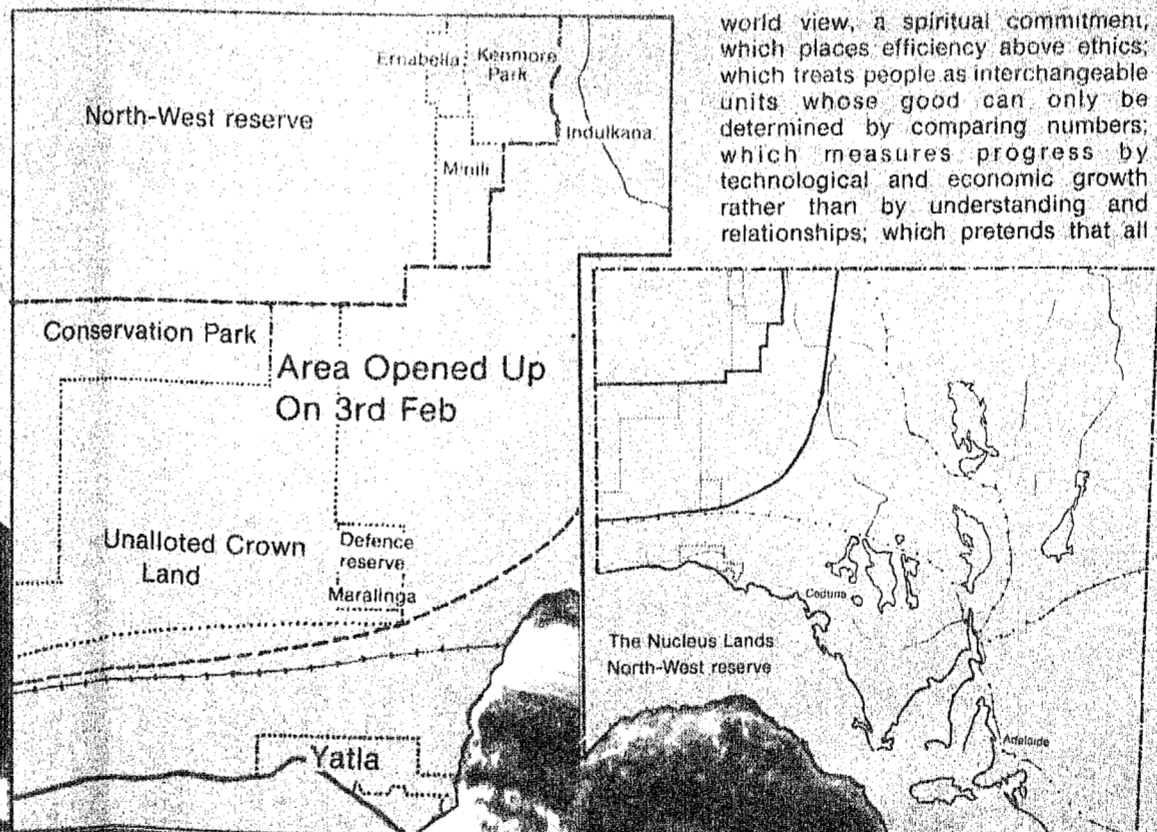 world view, a spiritual commitment,
which places efficiency above ethics;
which treats people as interchangeable
units whose good can only be
determined by comparing numbers;
which measures progress by
technological and economic growth
rather than by understanding and
relationships; which pretends that all
Ernabella
Kenmore
Park
North-West reserve
Indulkana
Mimili
Conservation Park
Area Opened Up
On 3rd Feb
Unalloted Crown
Land
Defence
reserve
Maralinga
Yatla
Ceduna
The Nucleus Lands
North-West reserve
Adelaide